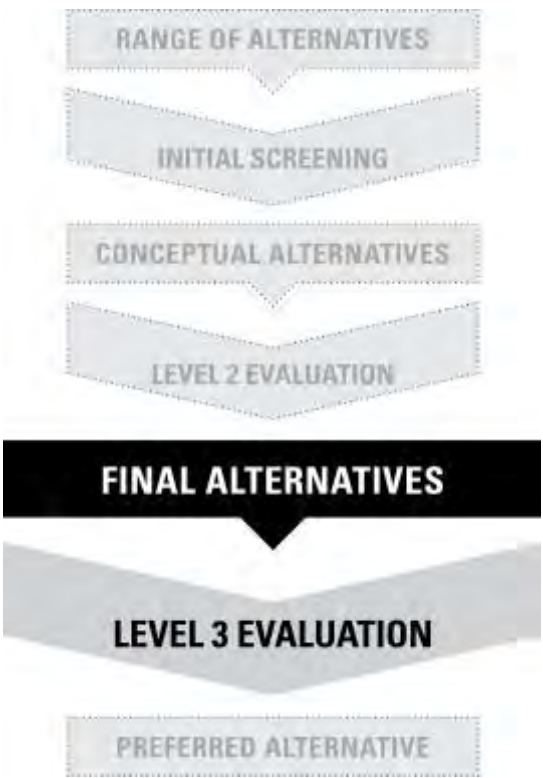 RANGE OF ALTERNATIVES
INITIAL SCREENING
CONCEPTUAL ALTERNATIVES
LEVEL 2 EVALUATION
FINAL ALTERNATIVES
LEVEL 3 EVALUATION
PREFERRED ALTERNATIVE